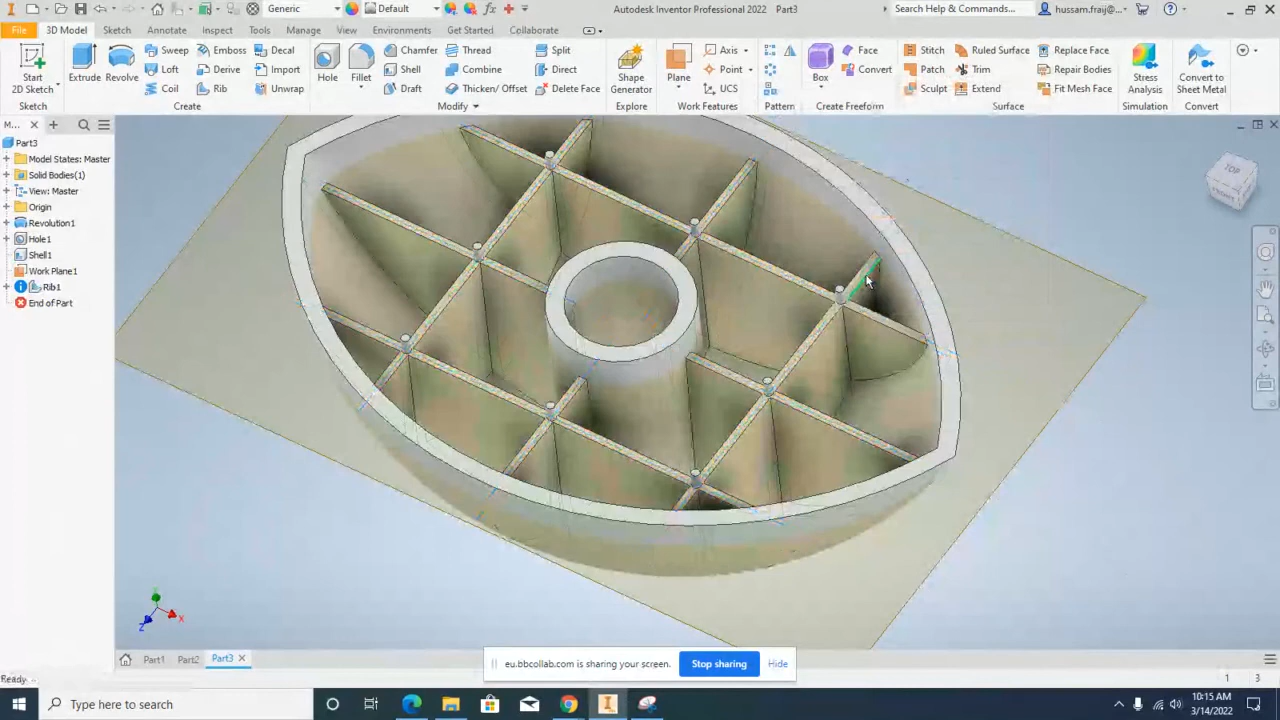 Generic
Default
Autodesk Inventor Professional 2022 Part3
Search Help & Commands...
hussam.fraij@...
File 3D Model Sketch Annotate Inspect Tools Manage View Environments Get Started Collaborate
Start
2D Sketch
Extrude
Revolve
Sweep
Emboss
Decal
Loft
Derive
Import
Coil
Rib
Unwrap
Hole
Fillet
Chamfer
Thread
Split
Shell
Combine
Direct
Draft
Thicken/ Offset
Delete Face
Shape
Generator
Plane
Axis
Point
UCS
Box
Face
Convert
Stitch
Ruled Surface
Replace Face
Patch
Trim
Repair Bodies
Sculpt
Extend
Fit Mesh Face
Stress
Analysis
Convert to
Sheet Metal
Sketch Create Modify Explore Work Features Pattern Create Freeform Surface Simulation Convert
M...
Part3
Model States: Master
Solid Bodies(1)
View: Master
Origin
Revolution1
Hole1
Shell1
Work Plane1
Rib1
End of Part
TOP
X
Z
Part1 Part2 Part3
eu.bbcollab.com is sharing your screen. Stop sharing Hide
Ready
1 3
Type here to search
10:15 AM
3/14/2022